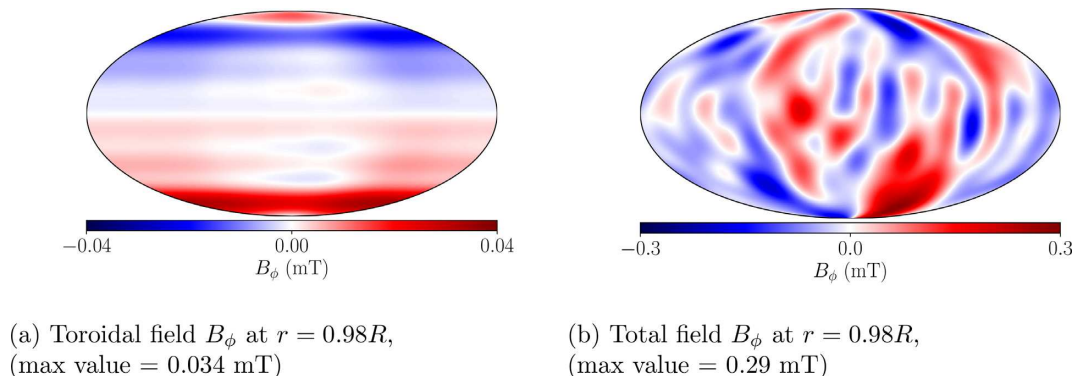 −0.04 0.00 0.04
B_ϕ (mT)
−0.3 0.0 0.3
B_ϕ (mT)
(a) Toroidal field B_ϕ at r = 0.98R,
(max value = 0.034 mT)
(b) Total field B_ϕ at r = 0.98R,
(max value = 0.29 mT)